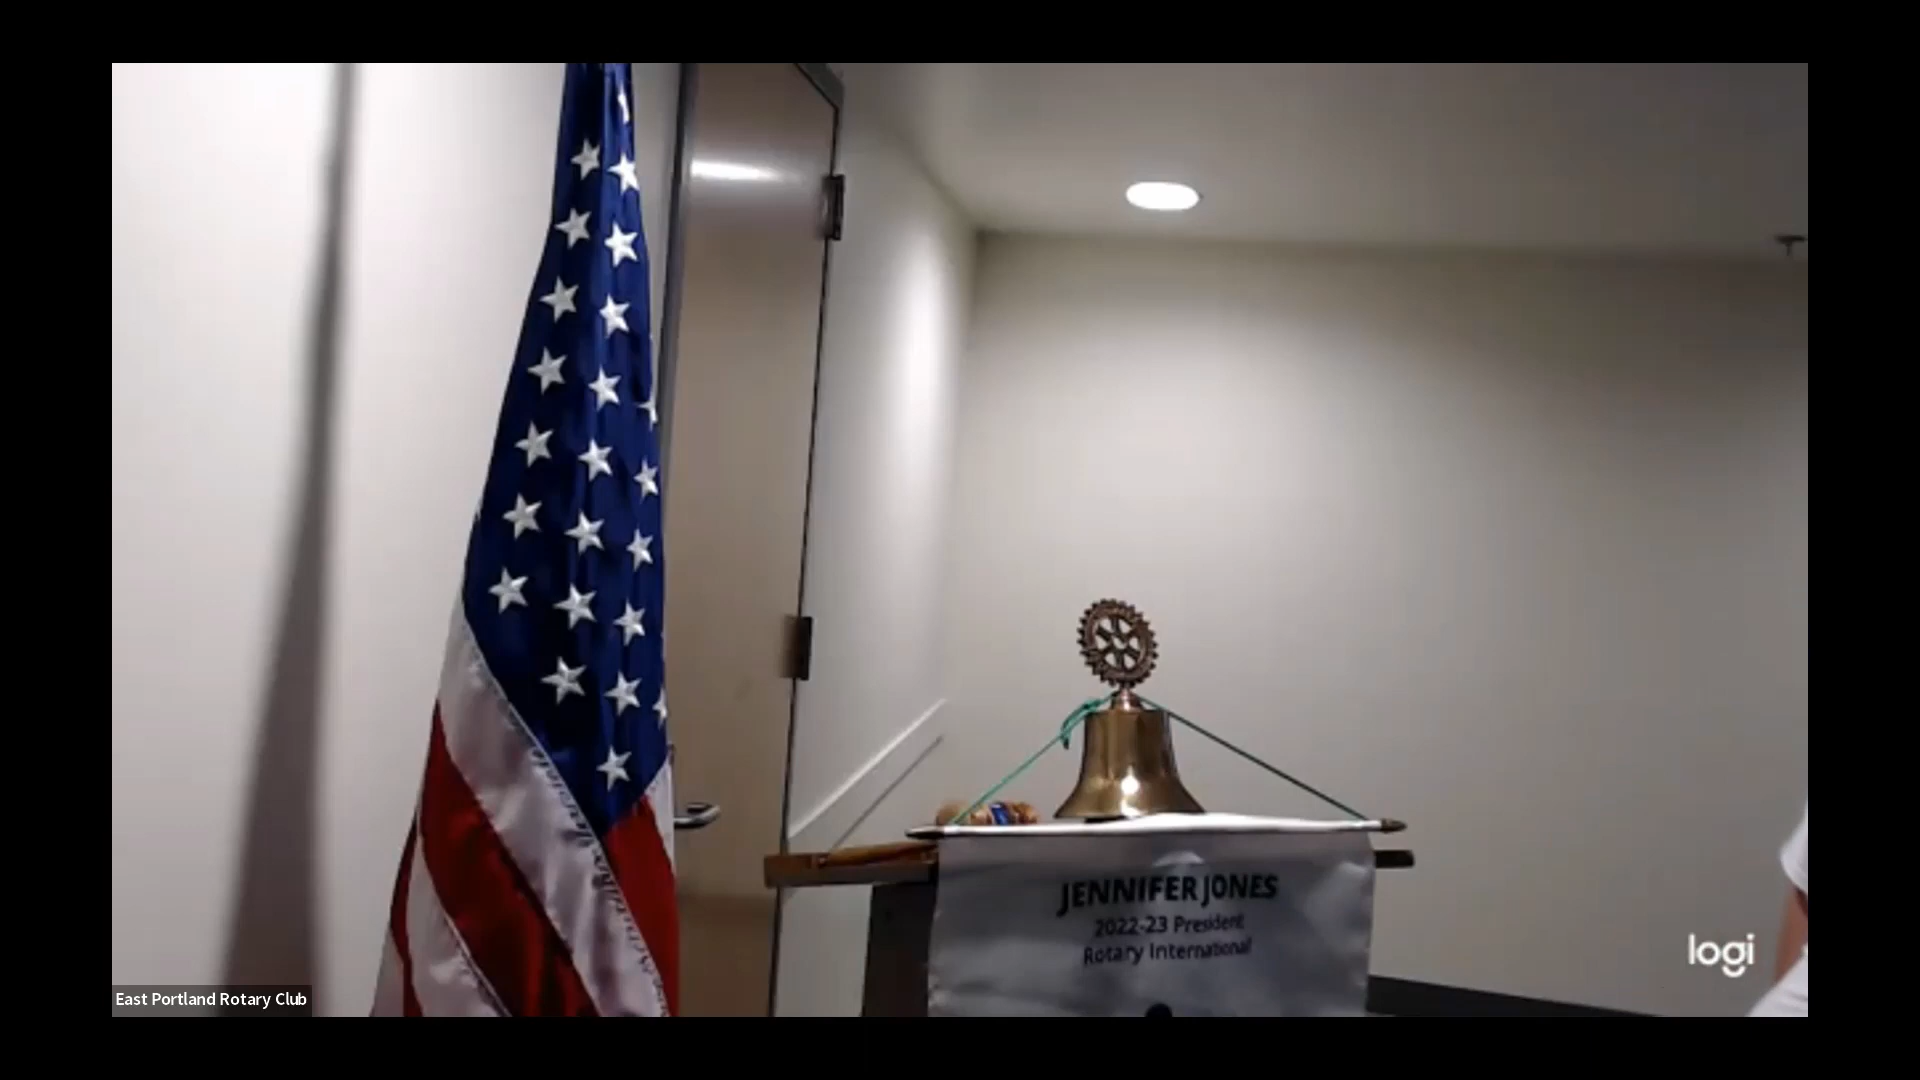 JENNIFER JONES
2022-23 President
Rotary International
logi
East Portland Rotary Club